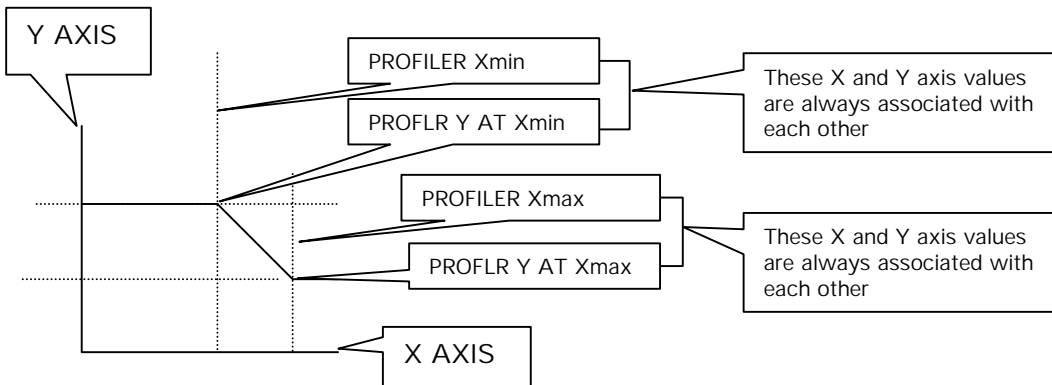 Y AXIS
PROFILER Xmin
PROFLR Y AT Xmin
These X and Y axis values
are always associated with
each other
PROFILER Xmax
PROFLR Y AT Xmax
These X and Y axis values
are always associated with
each other
X AXIS